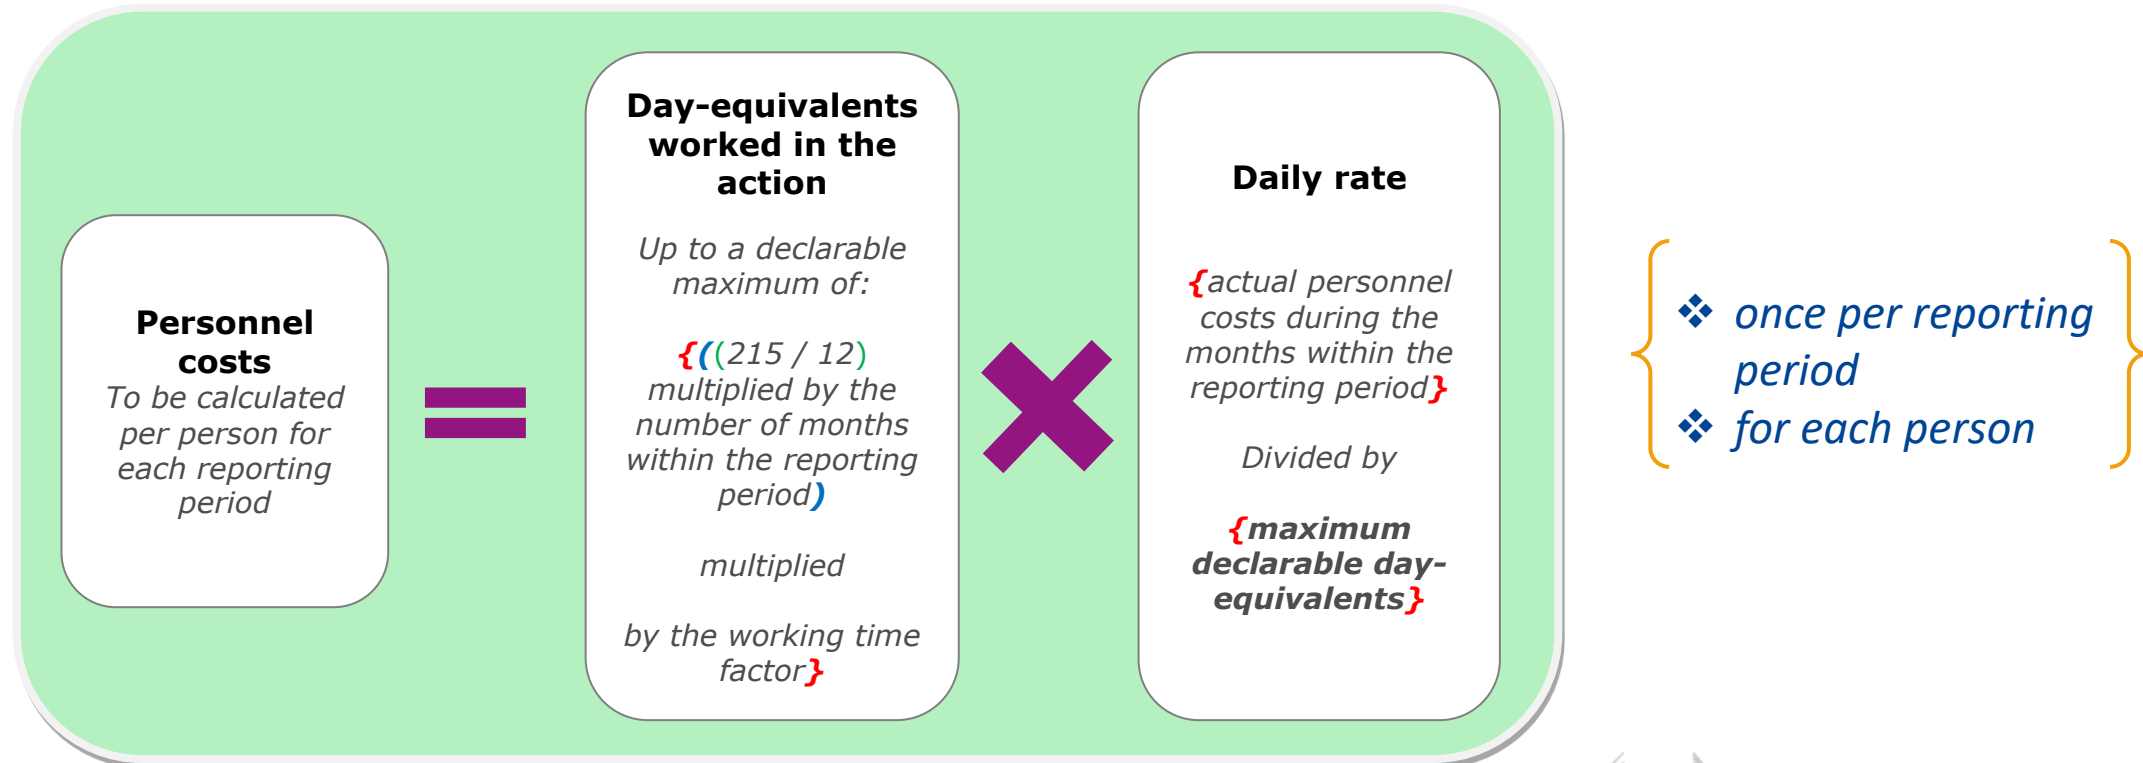 Personnel
costs
To be calculated
per person for
each reporting
period
=
Day-equivalents
worked in the
action
Up to a declarable
maximum of:
{((215 / 12)
multiplied by the
number of months
within the reporting
period)
multiplied
by the working time
factor}
×
Daily rate
{actual personnel
costs during the
months within the
reporting period}
Divided by
{maximum
declarable day-
equivalents}
❖ once per reporting
period
❖ for each person